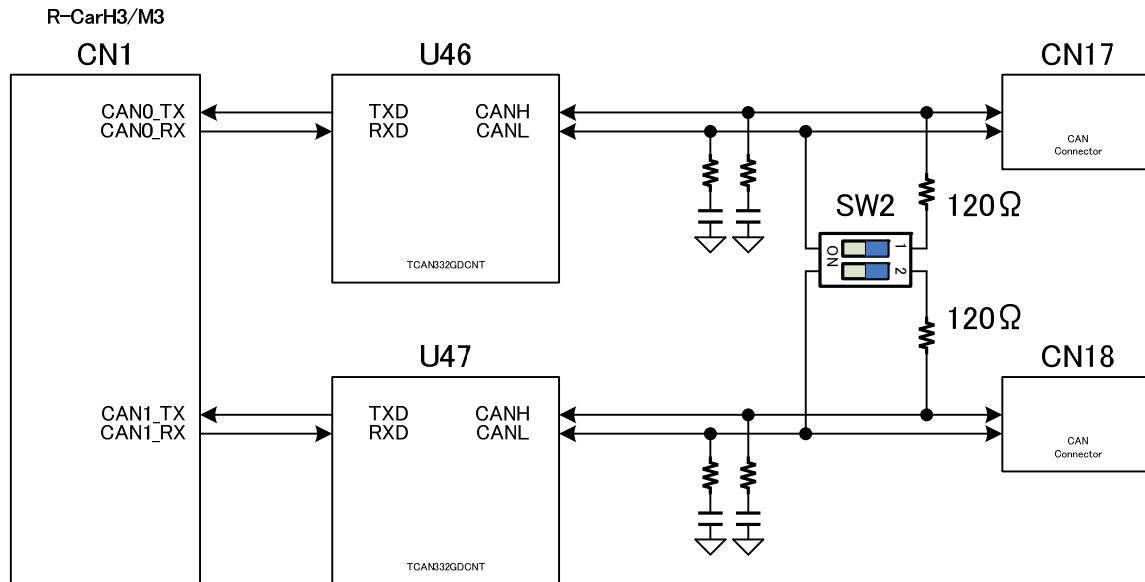 R-CarH3/M3
CN1
U46
CN17
CAN0_TX
CAN0_RX
TXD
RXD
CANH
CANL
CAN
Connector
SW2
120Ω
ON
1
2
TCAN332GDCNT
120Ω
U47
CN18
CAN1_TX
CAN1_RX
TXD
RXD
CANH
CANL
CAN
Connector
TCAN332GDCNT